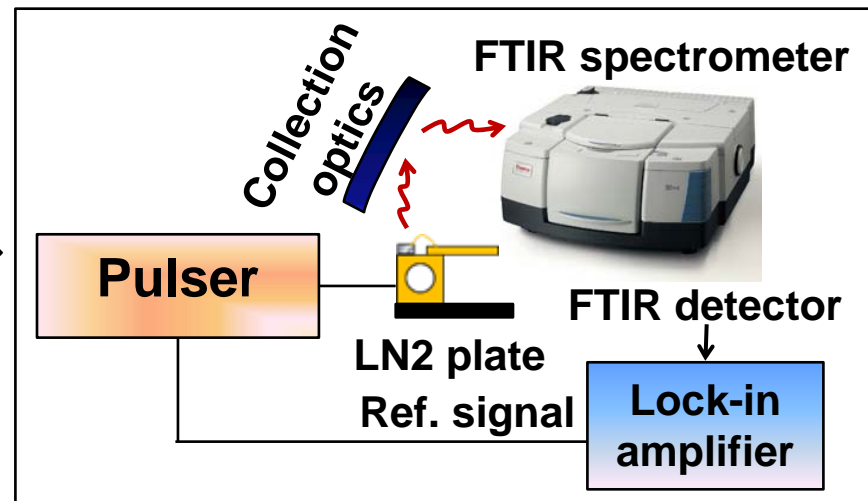 FTIR spectrometer
Collection
optics
Pulser
FTIR detector
LN2 plate
Ref. signal
Lock-in
amplifier